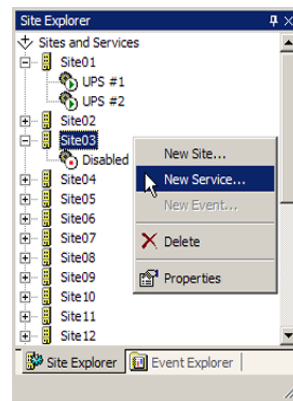 Site Explorer
Sites and Services
Site01
UPS #1
UPS #2
Site02
Site03
Disabled
Site04
Site05
Site06
Site07
Site08
Site09
Site10
Site11
Site12
New Site...
New Service...
New Event...
Delete
Properties
Site Explorer
Event Explorer